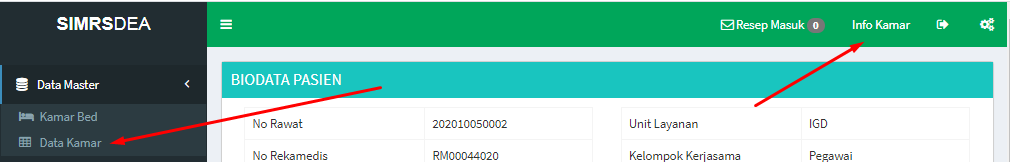 SIMRSDEA
Resep Masuk 0 Info Kamar
Data Master
Kamar Bed
Data Kamar
BIODATA PASIEN
No Rawat 202010050002 Unit Layanan IGD
No Rekamedis RM00044020 Kelompok Kerjasama Pegawai